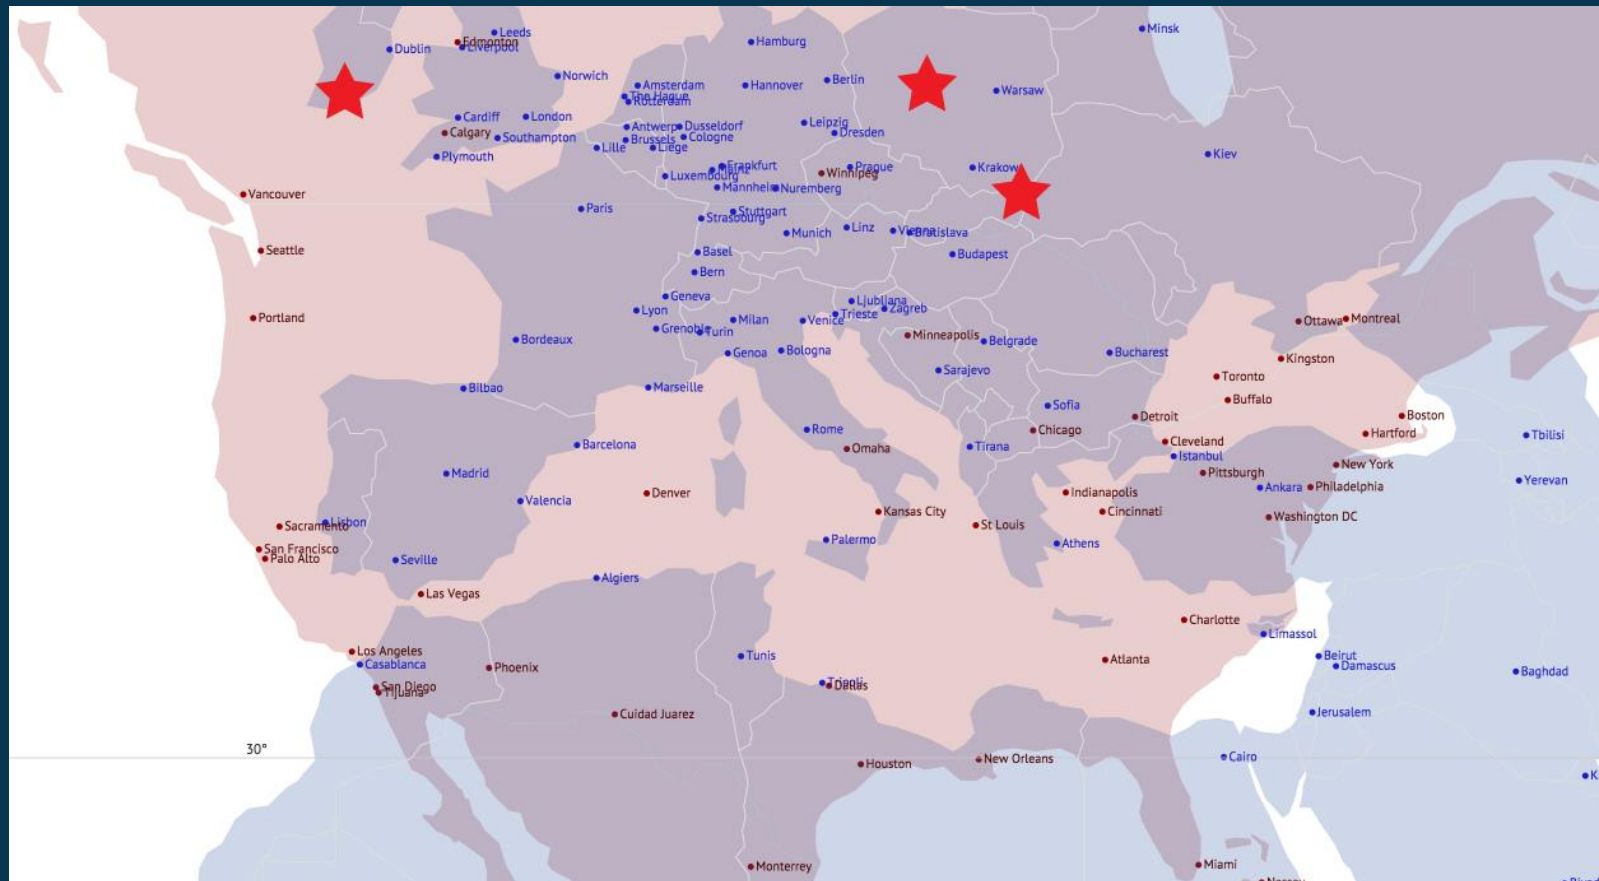 Minsk
Leeds
Edmonton
Liverpool
Dublin
Hamburg
Norwich
Amsterdam
Hannover
Berlin
The Hague
Rotterdam
Warsaw
Cardiff
London
Calgary
Southampton
Antwerp
Dusseldorf
Leipzig
Brussels
Cologne
Dresden
Lille
Liege
Plymouth
Kiev
Frankfurt
Mainz
Prague
Krakow
Luxembourg
Winnipeg
Mannheim
Nuremberg
Vancouver
Paris
Stuttgart
Strasbourg
Munich
Linz
Vienna
Bratislava
Seattle
Basel
Budapest
Bern
Geneva
Ljubljana
Lyon
Zagreb
Portland
Milan
Venice
Trieste
Ottawa
Montreal
Grenoble
Turin
Bordeaux
Minneapolis
Belgrade
Genoa
Bologna
Bucharest
Kingston
Sarajevo
Toronto
Bilbao
Marseille
Buffalo
Sofia
Detroit
Boston
Rome
Chicago
Hartford
Tbilisi
Barcelona
Omaha
Tirana
Cleveland
Istanbul
Madrid
Pittsburgh
New York
Yerevan
Denver
Ankara
Philadelphia
Valencia
Indianapolis
Kansas City
Cincinnati
Washington DC
Sacramento
Lisbon
St Louis
San Francisco
Palo Alto
Palermo
Athens
Seville
Algiers
Las Vegas
Charlotte
Limassol
Los Angeles
Casablanca
Phoenix
Tunis
Atlanta
Beirut
Damascus
Baghdad
San Diego
Tijuana
Tripoli
Dallas
Cuidad Juarez
Jerusalem
30°
Houston
New Orleans
Cairo
K
Monterrey
Miami